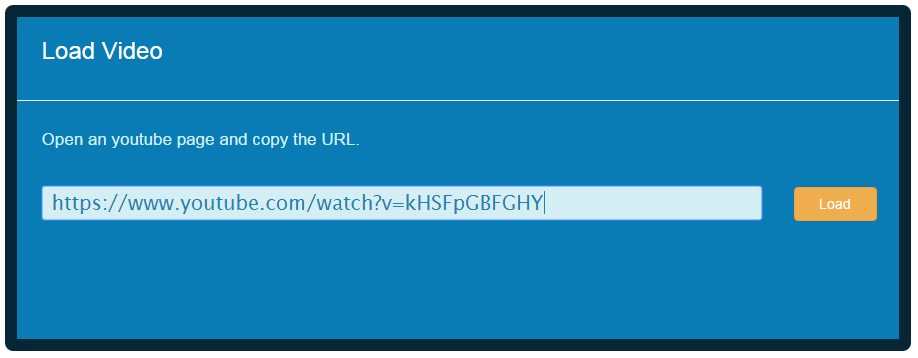 Load Video
Open an youtube page and copy the URL.
https://www.youtube.com/watch?v=kHSFpGBFGHY
Load